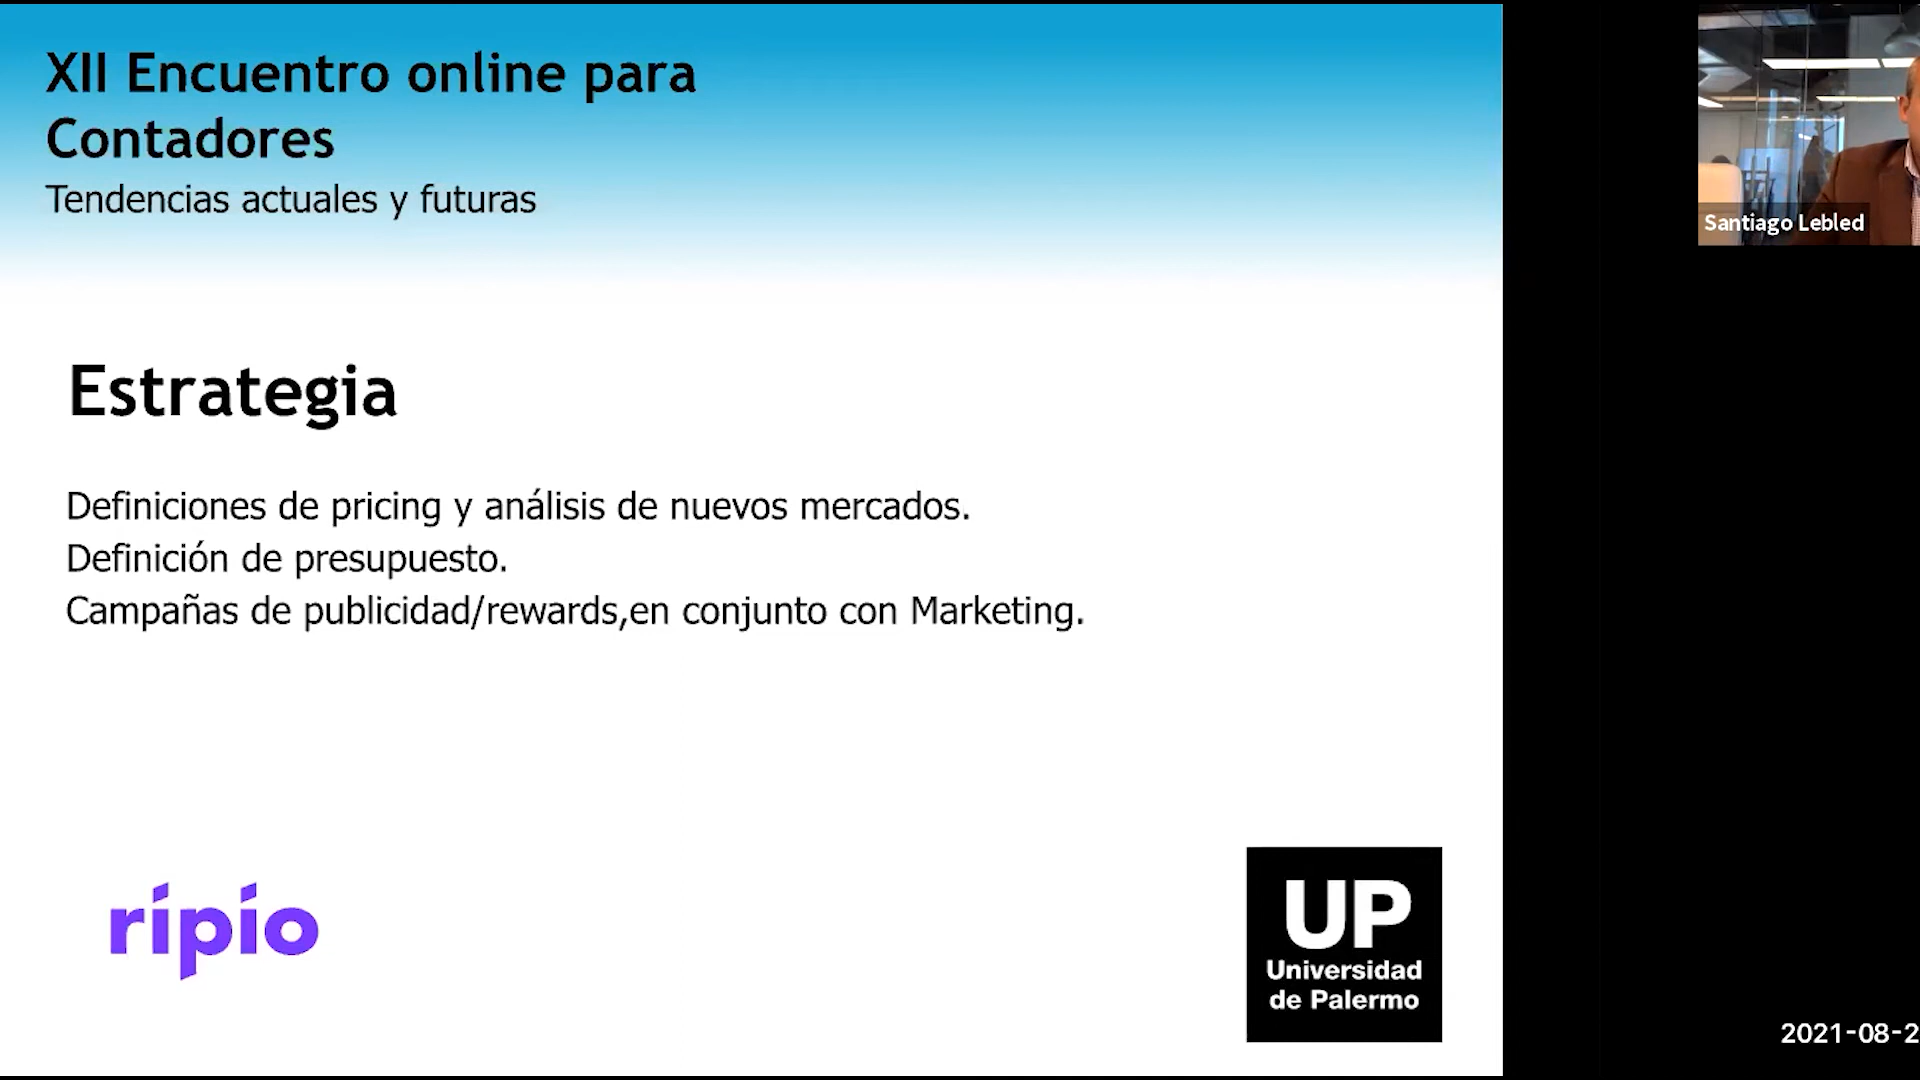 XII Encuentro online para
Contadores
Tendencias actuales y futuras
Santiago Lebled
Estrategia
Definiciones de pricing y análisis de nuevos mercados.
Definición de presupuesto.
Campañas de publicidad/rewards,en conjunto con Marketing.
ripio
UP
Universidad
de Palermo
2021-08-2